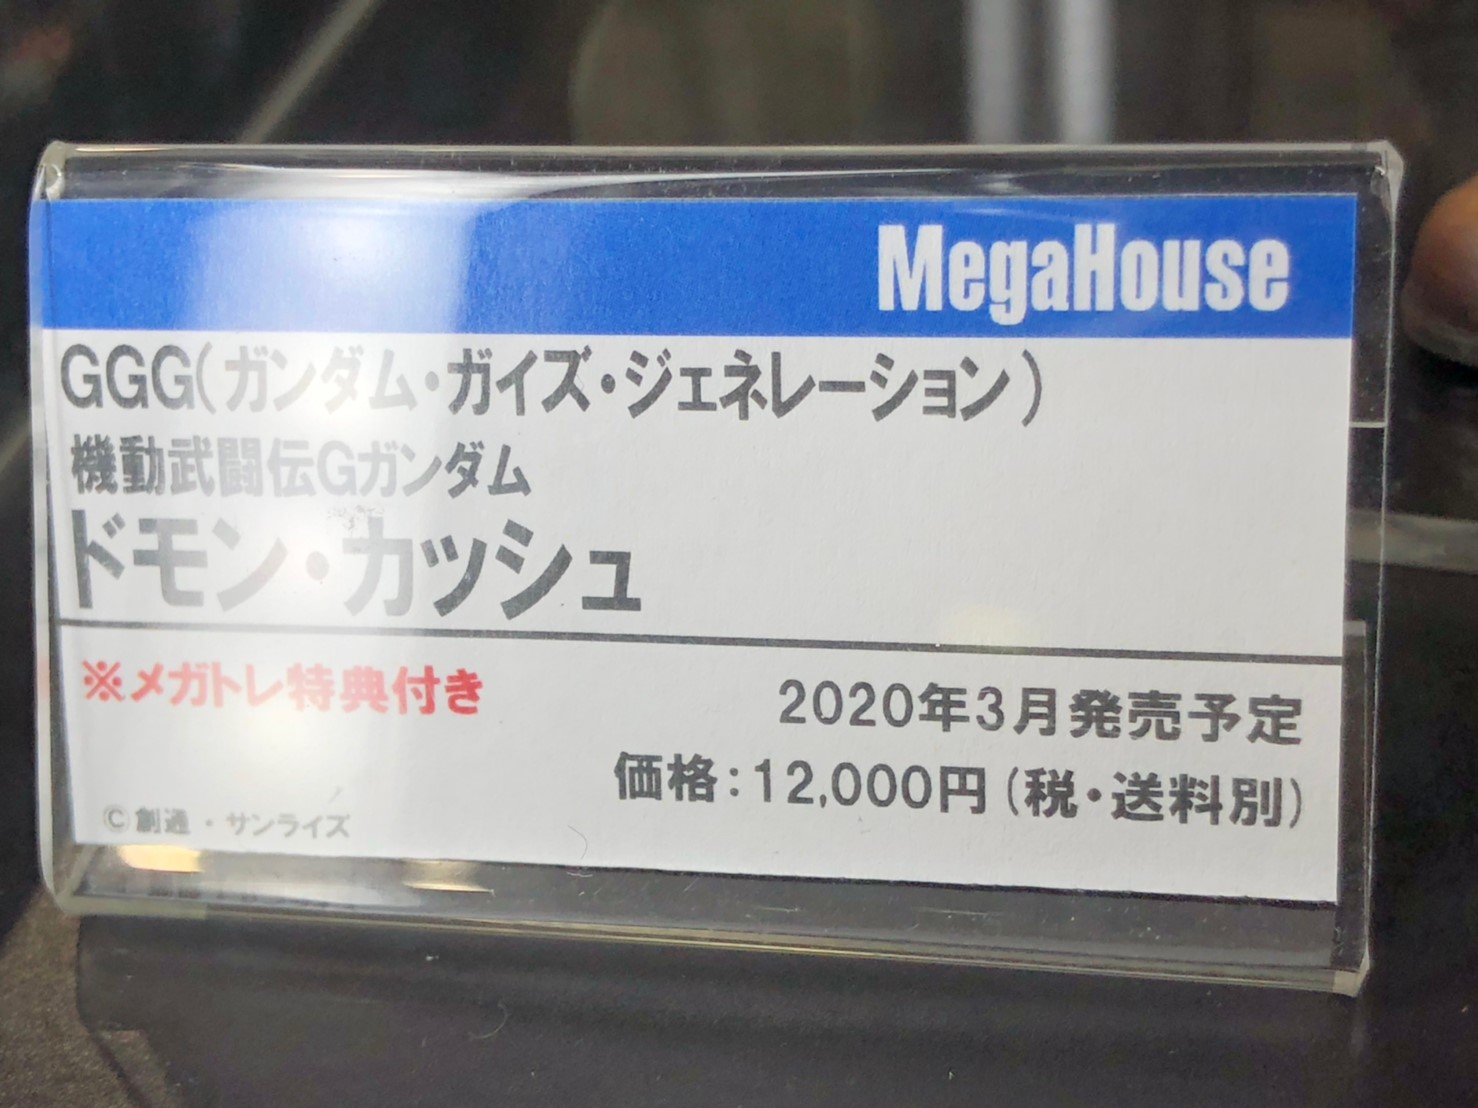 MegaHouse
GGG(ガンダム・ガイズ・ジェネレーション)
機動武闘伝Gガンダム
ドモン・カッシュ
※メガトレ特典付き
2020年3月発売予定
価格:12,000円(税・送料別)
©創通・サンライズ